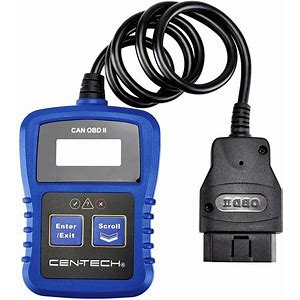 CAN OBD II
Enter
/Exit
Scroll
CEN-TECH®
OBD II